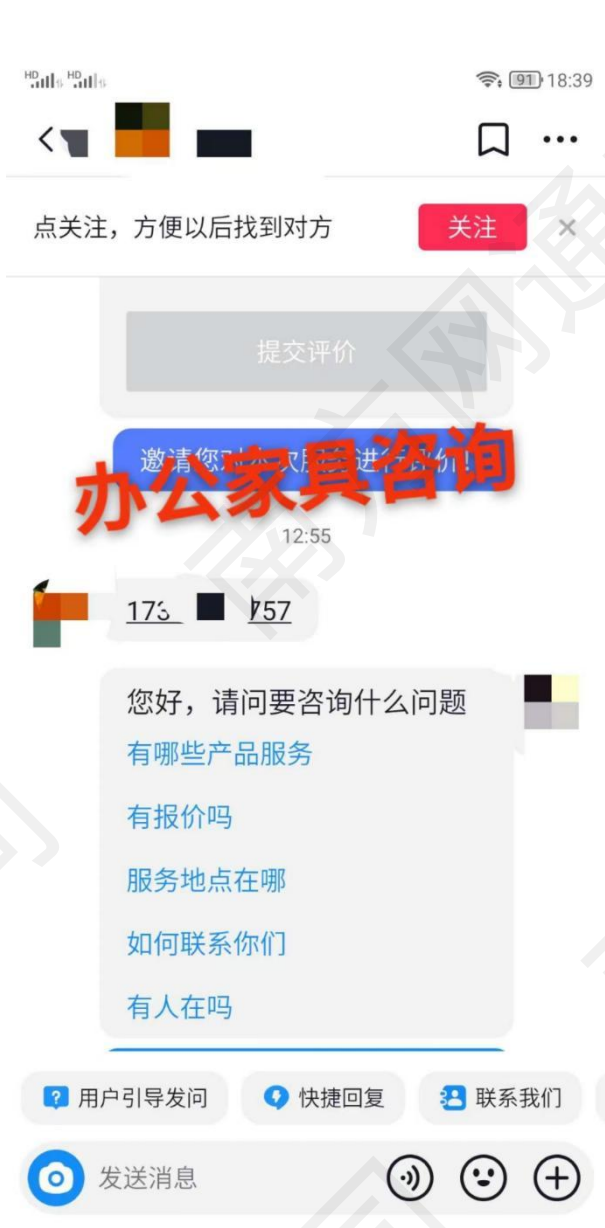 HD HD 91 18:39
点关注，方便以后找到对方 关注
提交评价
办公家具咨询
12:55
您好，请问要咨询什么问题
有哪些产品服务
有报价吗
服务地点在哪
如何联系你们
有人在吗
用户引导发问 快捷回复 联系我们
发送消息